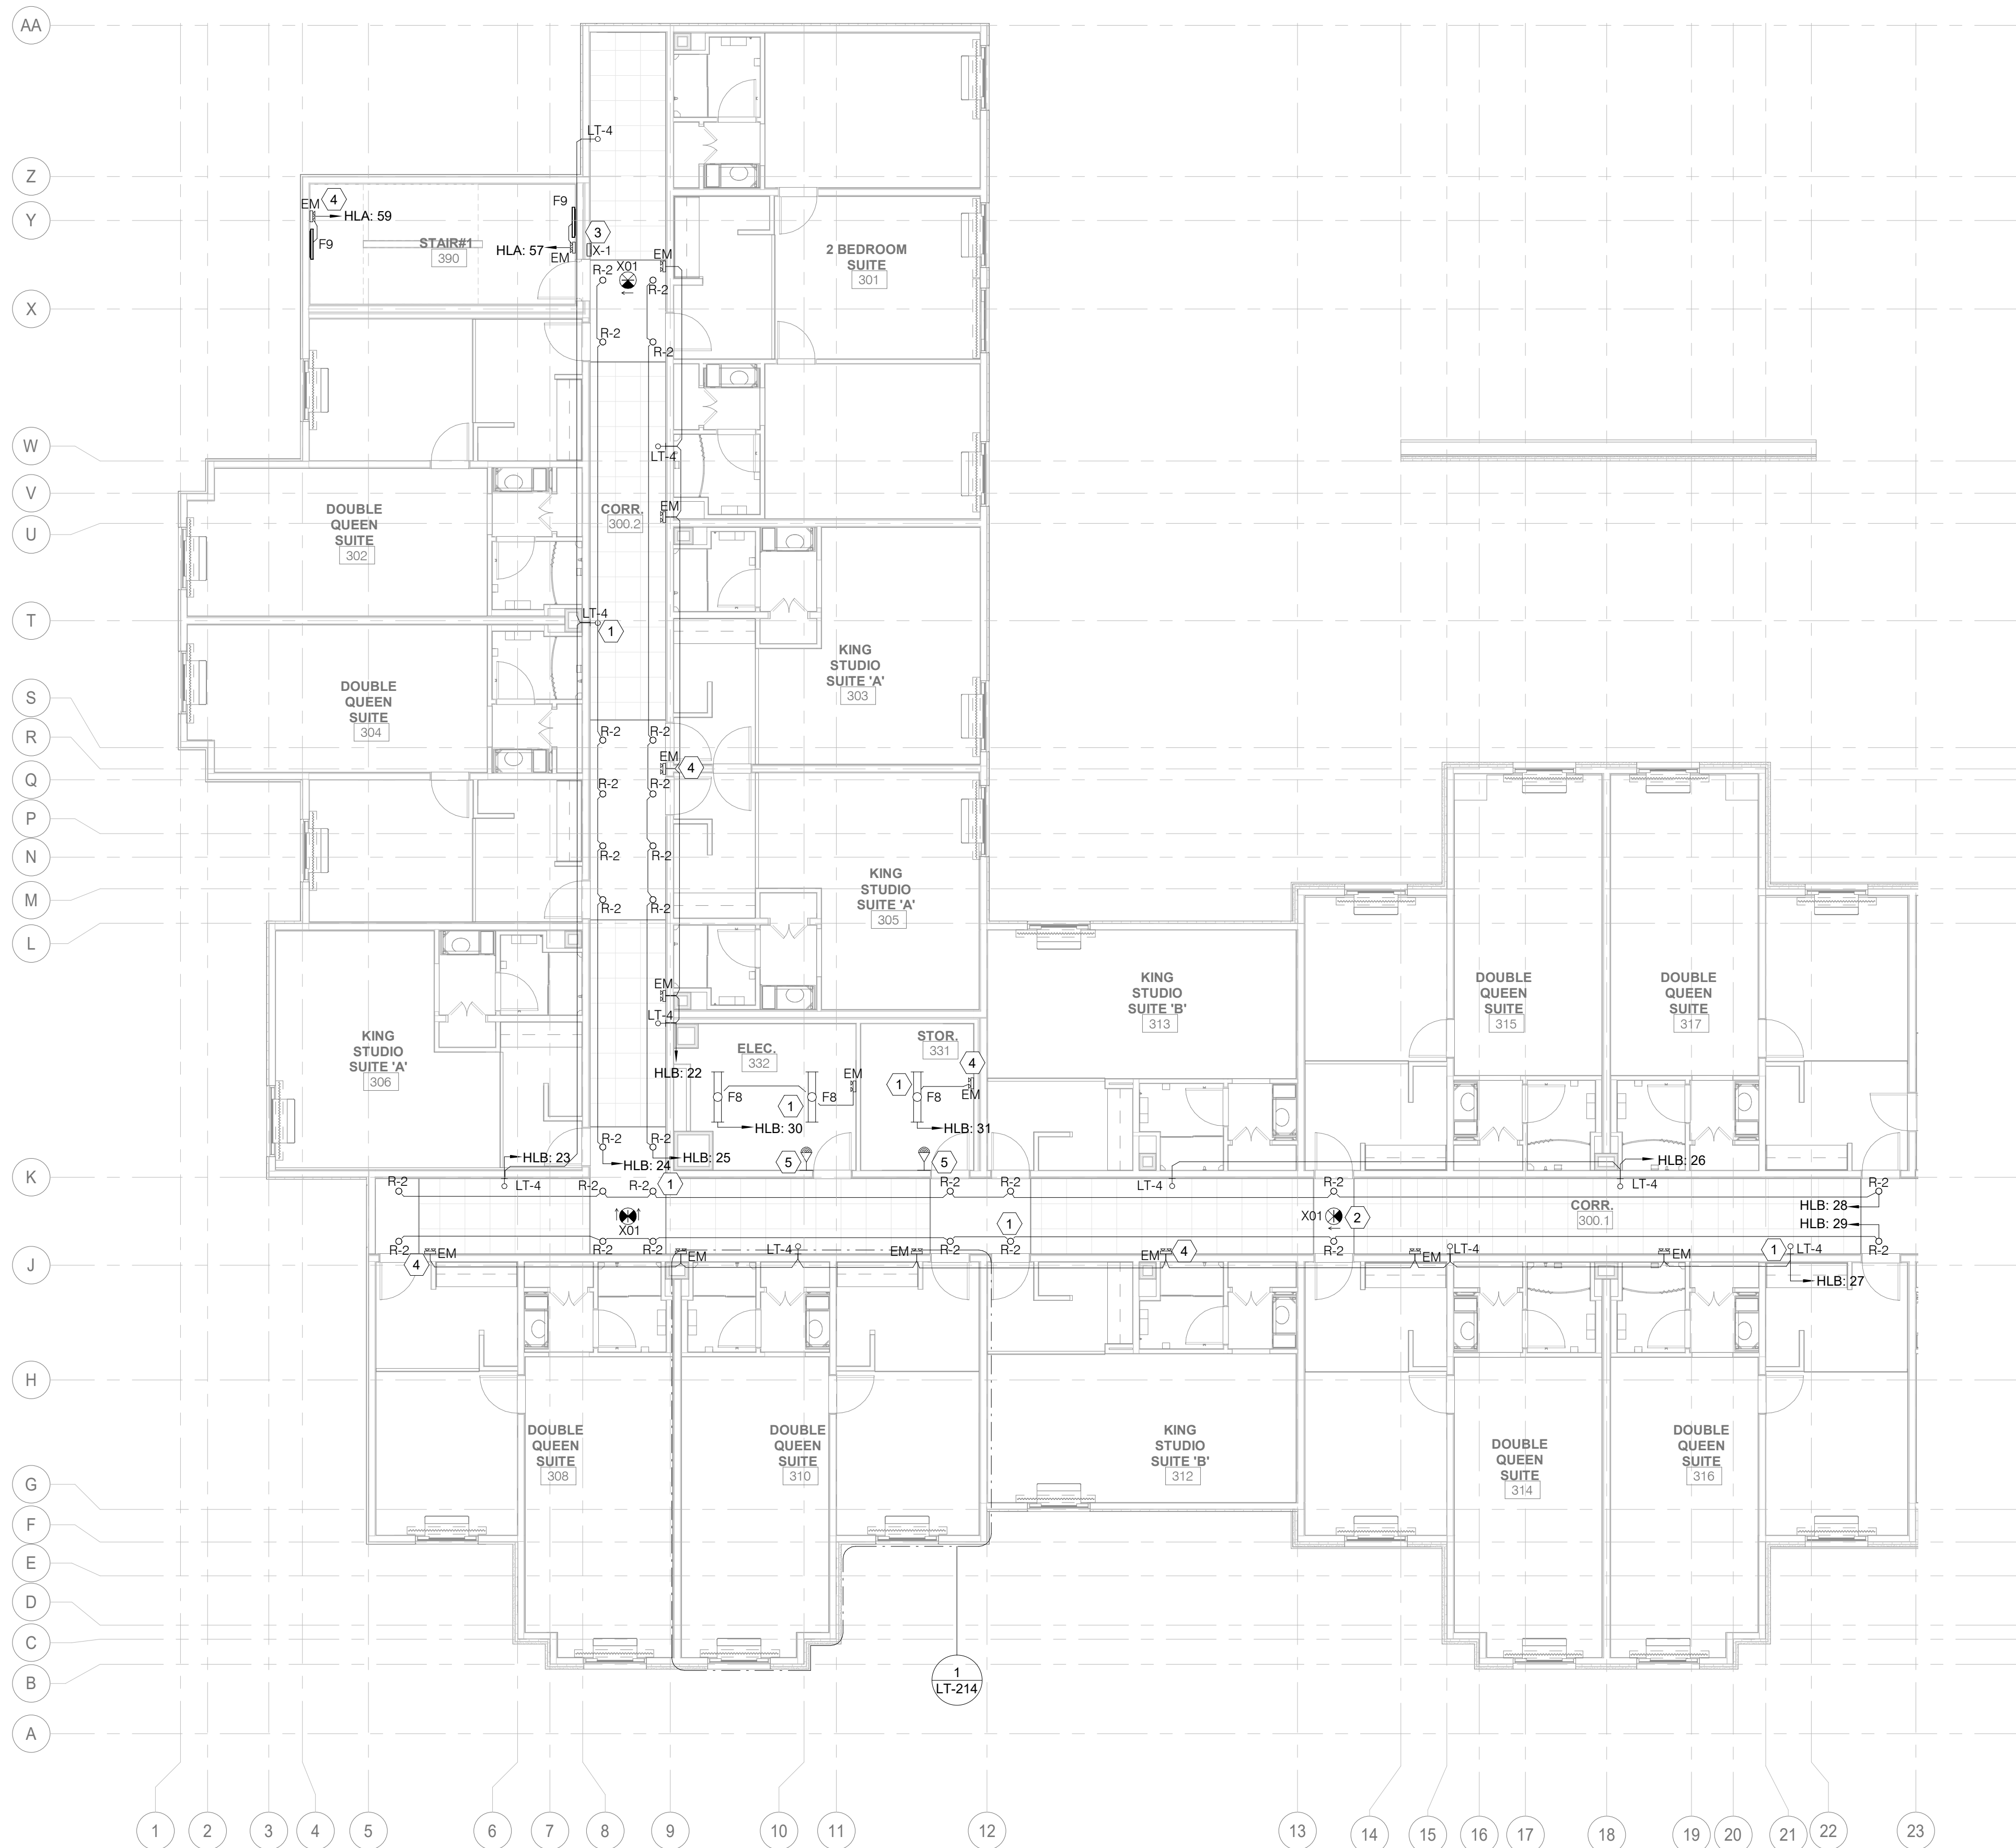 AA
LT-4
Z
EM
4
HLA: 59
F9
Y
F9
STAIR#1
390
HLA: 57
EM
3
X-1
EM
2 BEDROOM
SUITE
301
R-2
X01
R-2
X
R-2
R-2
W
LT-4
V
DOUBLE
QUEEN
SUITE
302
CORR.
300.2
EM
U
T
LT-4
1
KING
STUDIO
SUITE 'A'
303
DOUBLE
QUEEN
SUITE
304
S
R
R-2
R-2
EM
4
Q
R-2
R-2
P
N
R-2
R-2
M
R-2
R-2
KING
STUDIO
SUITE 'A'
305
L
EM
LT-4
KING
STUDIO
SUITE 'A'
306
ELEC.
332
STOR.
331
KING
STUDIO
SUITE 'B'
313
DOUBLE
QUEEN
SUITE
315
DOUBLE
QUEEN
SUITE
317
HLB: 22
EM
4
F8
F8
1
1
F8
EM
HLB: 30
HLB: 31
R-2
R-2
HLB: 23
HLB: 24
HLB: 25
5
5
HLB: 26
K
R-2
LT-4
R-2
R-2
1
R-2
R-2
LT-4
R-2
LT-4
R-2
X01
1
X01
2
CORR.
300.1
HLB: 28
HLB: 29
R-2
4
EM
R-2
R-2
EM
LT-4
EM
R-2
R-2
EM
4
R-2
EM
LT-4
EM
1
LT-4
R-2
J
HLB: 27
H
DOUBLE
QUEEN
SUITE
308
DOUBLE
QUEEN
SUITE
310
KING
STUDIO
SUITE 'B'
312
DOUBLE
QUEEN
SUITE
314
DOUBLE
QUEEN
SUITE
316
G
F
E
D
C
B
1
LT-214
A
1
2
3
4
5
6
7
8
9
10
11
12
13
14
15
16
17
18
19
20
21
22
23